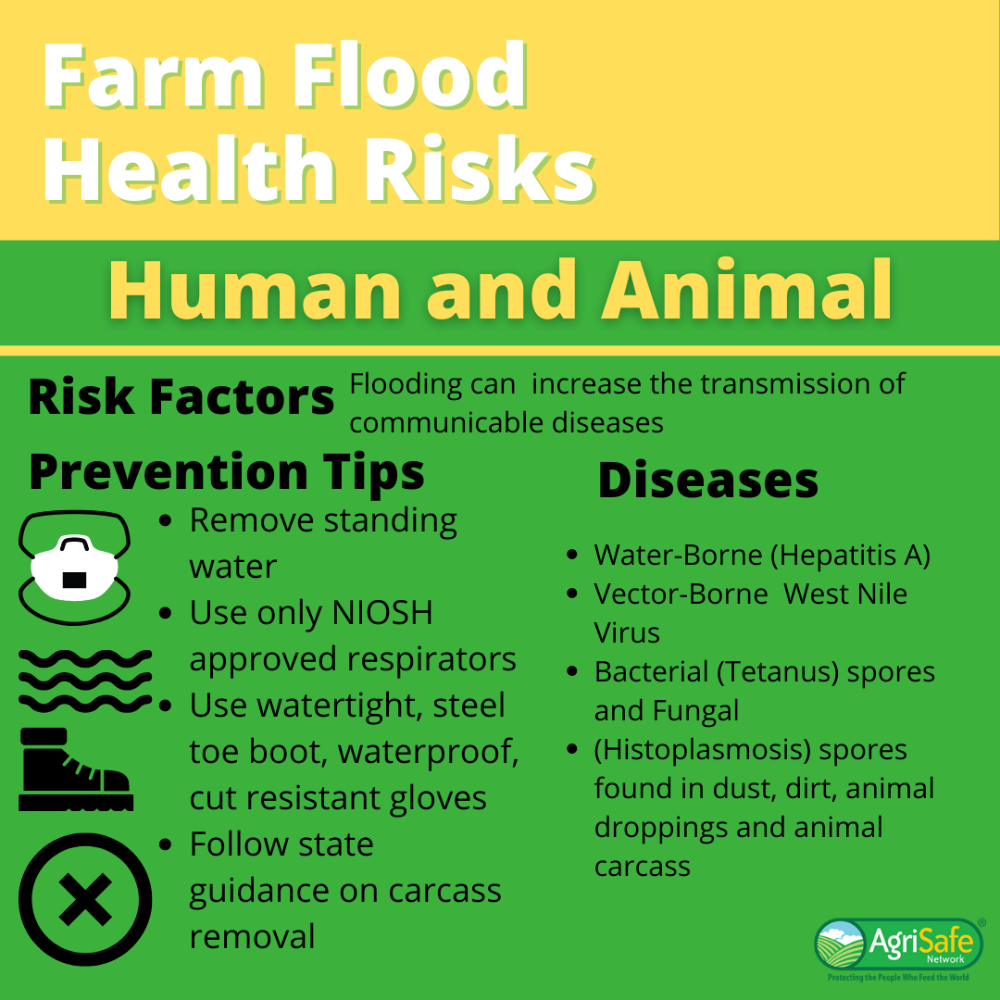 Farm Flood
Health Risks
Human and Animal
Risk Factors
Flooding can  increase the transmission of
communicable diseases
Prevention Tips
• Remove standing
water
• Use only NIOSH
approved respirators
• Use watertight, steel
toe boot, waterproof,
cut resistant gloves
• Follow state
guidance on carcass
removal
Diseases
• Water-Borne (Hepatitis A)
• Vector-Borne  West Nile
Virus
• Bacterial (Tetanus) spores
and Fungal
• (Histoplasmosis) spores
found in dust, dirt, animal
droppings and animal
carcass
AgriSafe®
Network
Protecting the People Who Feed the World